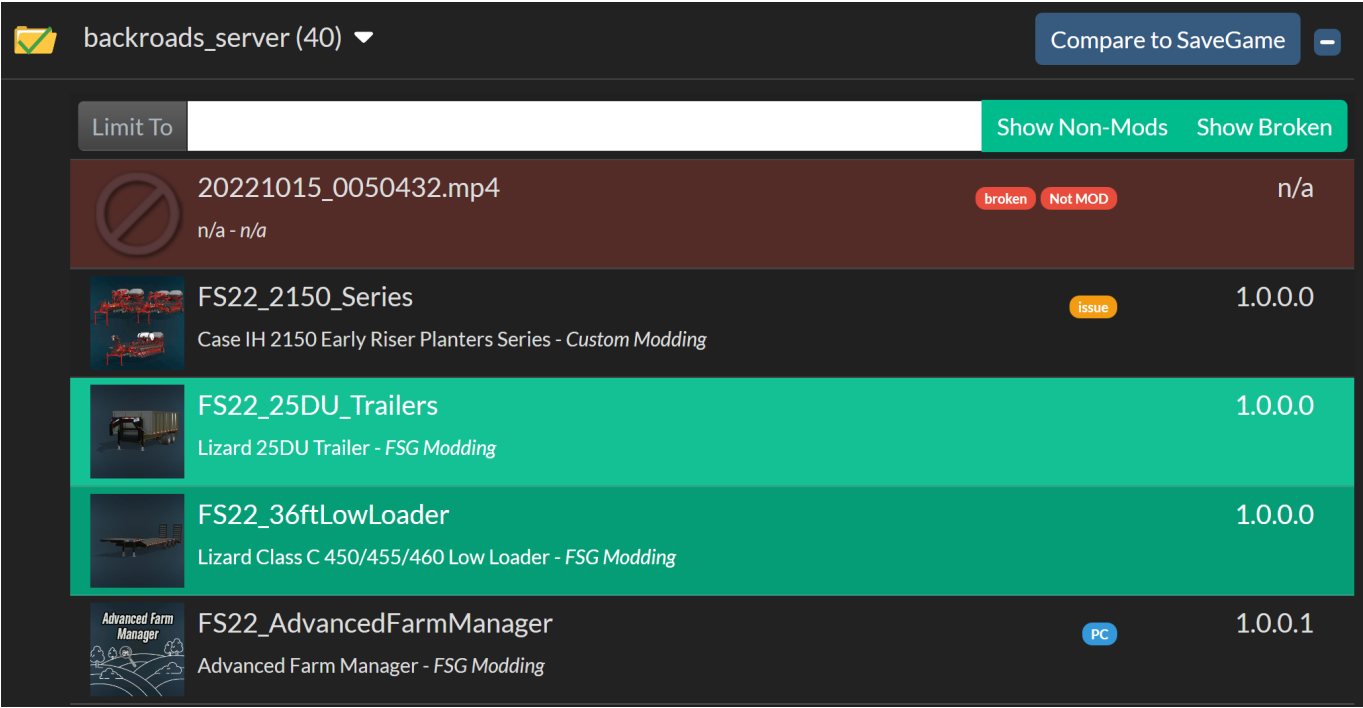 backroads_server (40)
Compare to SaveGame
Limit To
Show Non-Mods
Show Broken
20221015_0050432.mp4
broken
Not MOD
n/a
n/a - n/a
FS22_2150_Series
issue
1.0.0.0
Case IH 2150 Early Riser Planters Series - Custom Modding
FS22_25DU_Trailers
1.0.0.0
Lizard 25DU Trailer - FSG Modding
FS22_36ftLowLoader
1.0.0.0
Lizard Class C 450/455/460 Low Loader - FSG Modding
Advanced Farm
Manager
FS22_AdvancedFarmManager
PC
1.0.0.1
Advanced Farm Manager - FSG Modding